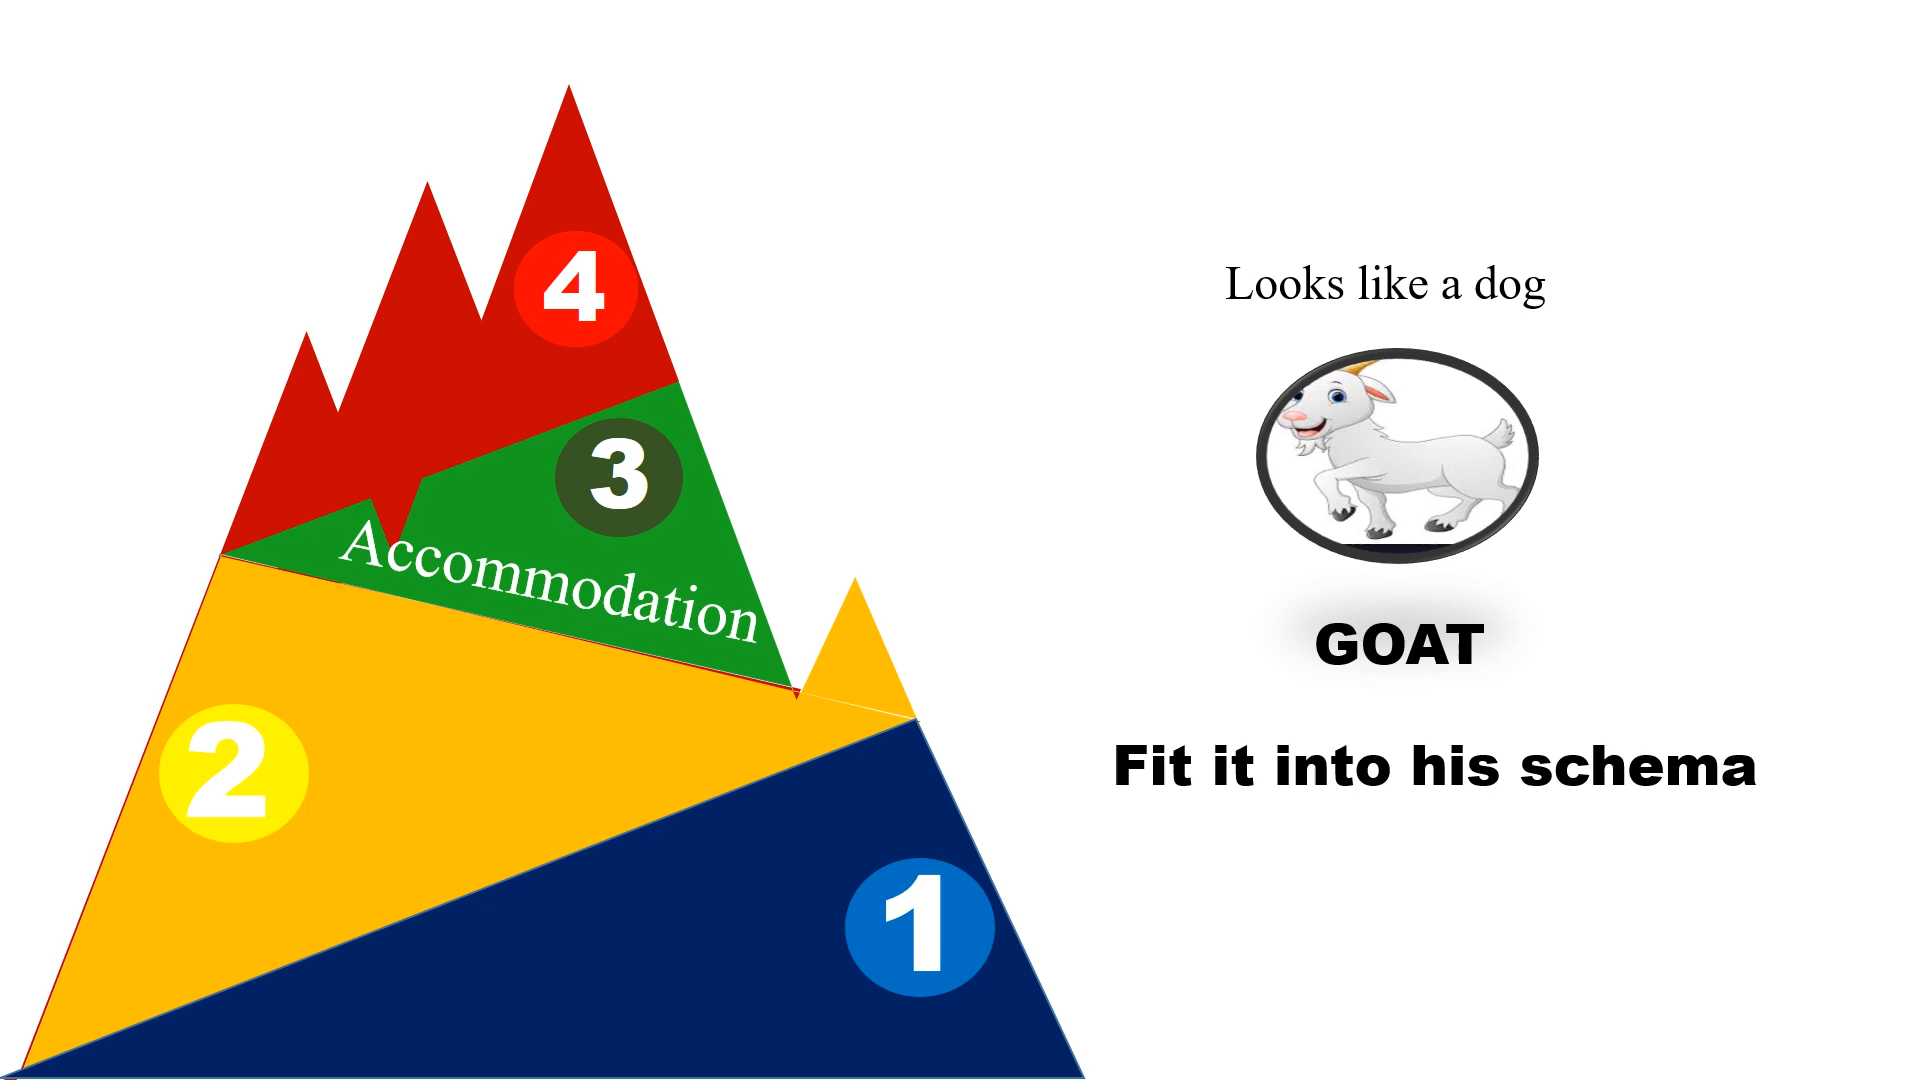 4
3
Accommodation
2
1
Looks like a dog
GOAT
Fit it into his schema